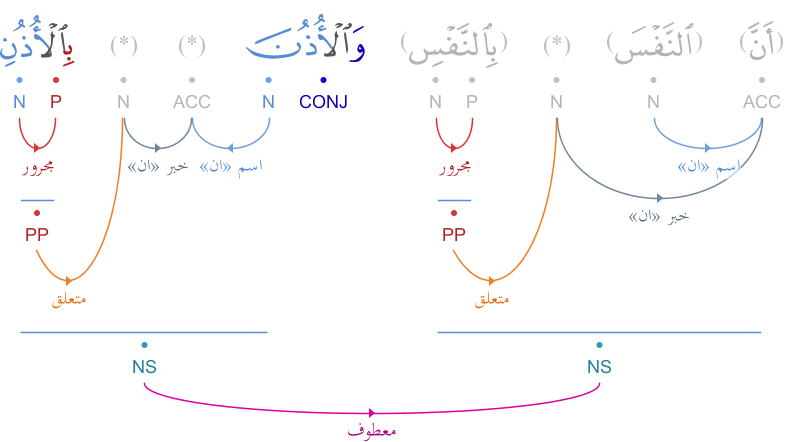 (أَنَّ) (ٱلنَّفْسَ) (*) (بِٱلنَّفْسِ) وَٱلْأُذُنَ (*) (*) بِٱلْأُذُنِ
ACC N N P N CONJ N ACC N P N
اسم «ان» مجرور اسم «ان» خبر «ان» مجرور
خبر «ان»
PP PP
متعلق متعلق
NS NS
معطوف